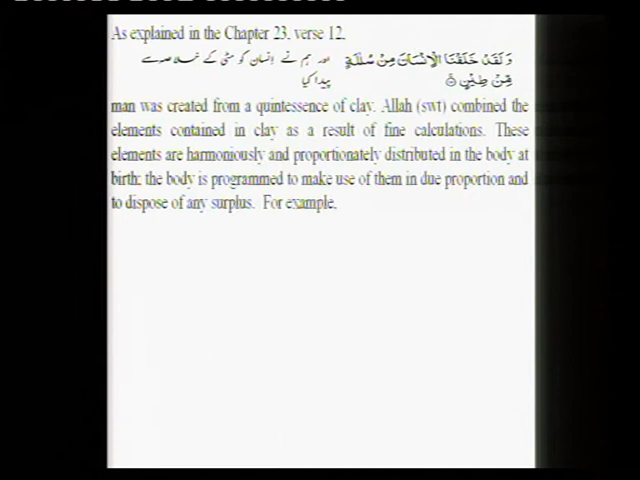 As explained in the Chapter 23. verse 12.
وَلَقَدْ خَلَقْنَا الْإِنْسَانَ مِنْ سُلَالَةٍ اور ہم نے انسان کو مٹی کے خلاصہ سے
مِّنْ طِيْنٍ پیدا کیا
man was created from a quintessence of clay. Allah (swt) combined the
elements contained in clay as a result of fine calculations. These
elements are harmoniously and proportionately distributed in the body at
birth: the body is programmed to make use of them in due proportion and
to dispose of any surplus. For example.